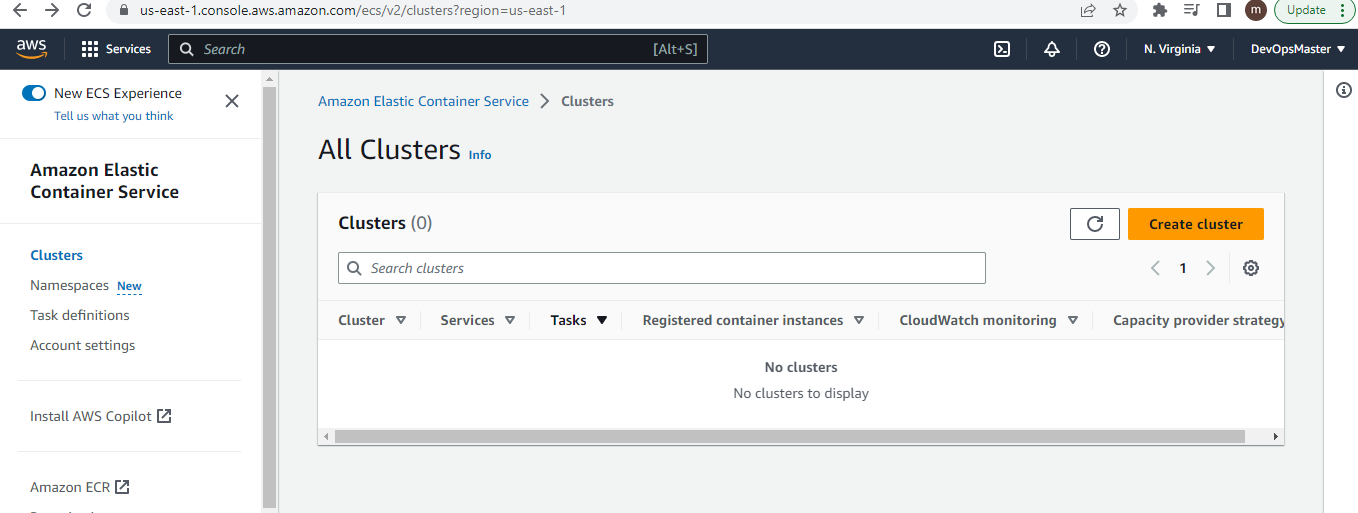 us-east-1.console.aws.amazon.com/ecs/v2/clusters?region=us-east-1
m
Update
aws
Services
Search
[Alt+S]
N. Virginia
DevOpsMaster
New ECS Experience
Tell us what you think
Amazon Elastic
Container Service
Clusters
Namespaces New
Task definitions
Account settings
Install AWS Copilot
Amazon ECR
Amazon Elastic Container Service
Clusters
All Clusters Info
Clusters (0)
Create cluster
Search clusters
1
Cluster Services Tasks Registered container instances CloudWatch monitoring Capacity provider strategy
No clusters
No clusters to display